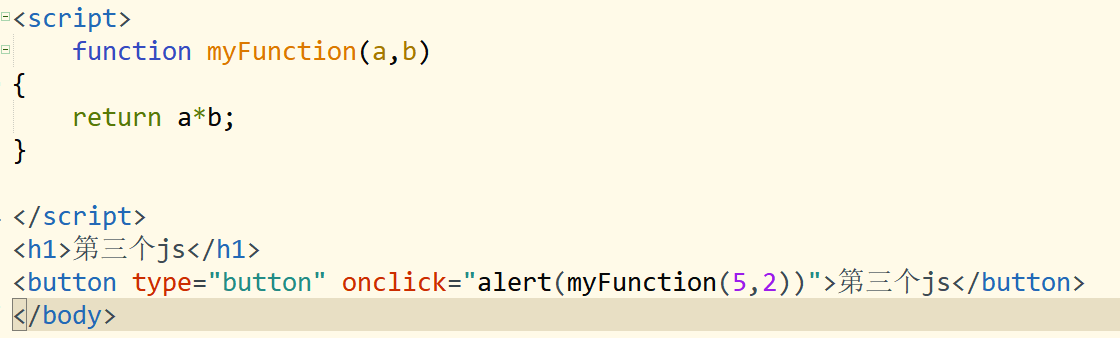 <script>
    function myFunction(a,b)
{
    return a*b;
}
</script>
<h1>第三个js</h1>
<button type="button" onclick="alert(myFunction(5,2))">第三个js</button>
</body>